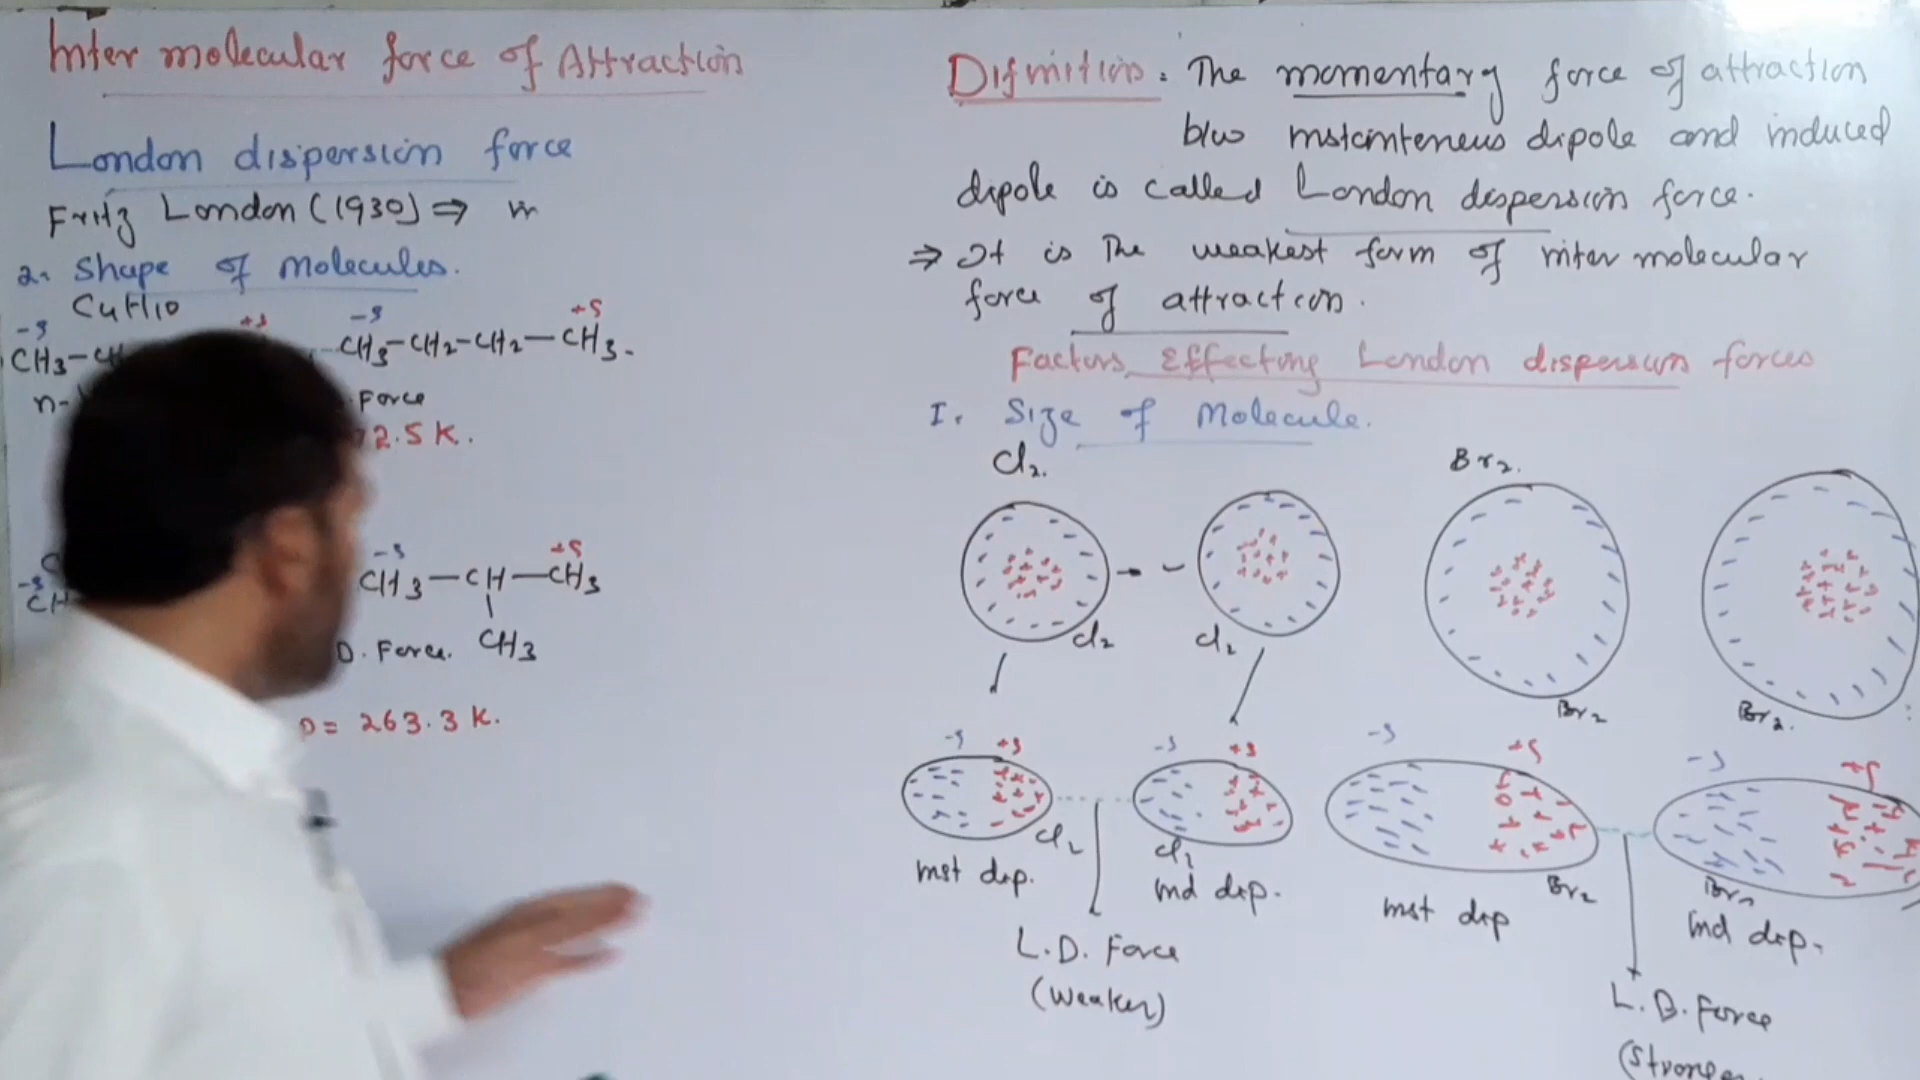 Inter molecular force of Attraction
London dispersion force
Fritz London (1930) ⇒ in
2. Shape of molecules.
C4H10
-δ +δ -δ +δ
CH3-CH CH3-CH2-CH2-CH3.
n- Force
72.5 K.
-δ -δ +δ
CH3-CH-CH3
CH3
D. Force.
= 263.3 K.
Difinition: The momentary force of attraction
b/w instanteneus dipole and induced
dipole is called London despersion force.
⇒ It is The weakest form of inter molecular
force of attraction.
Factors Effecting London dispersion forces
I. Size of Molecule.
Cl2. Br2.
Cl2 Cl2 Br2 Br2.
-δ +δ -δ +δ -δ +δ -δ +δ
Cl2 Cl2 Br2 Br2
inst dip. ind dip. inst dip ind dip.
L.D. Force L.D. Force
(Weaker)